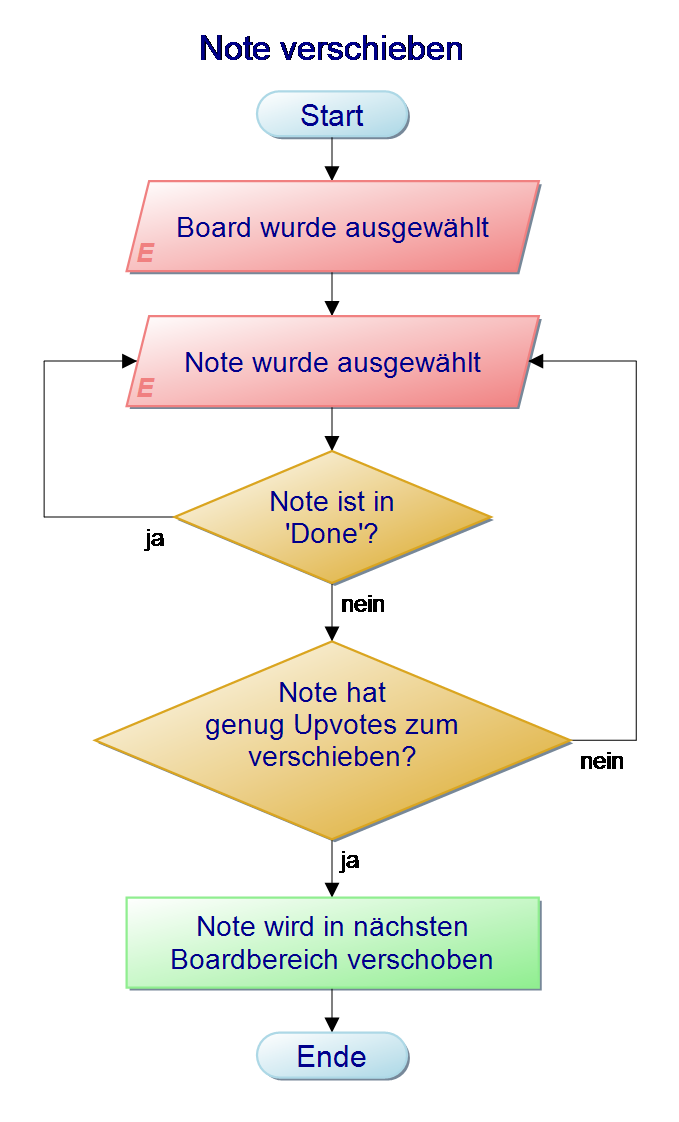 Note verschieben
Start
Board wurde ausgewählt
E
Note wurde ausgewählt
E
Note ist in
'Done'?
ja
nein
Note hat
genug Upvotes zum
verschieben?
nein
ja
Note wird in nächsten
Boardbereich verschoben
Ende